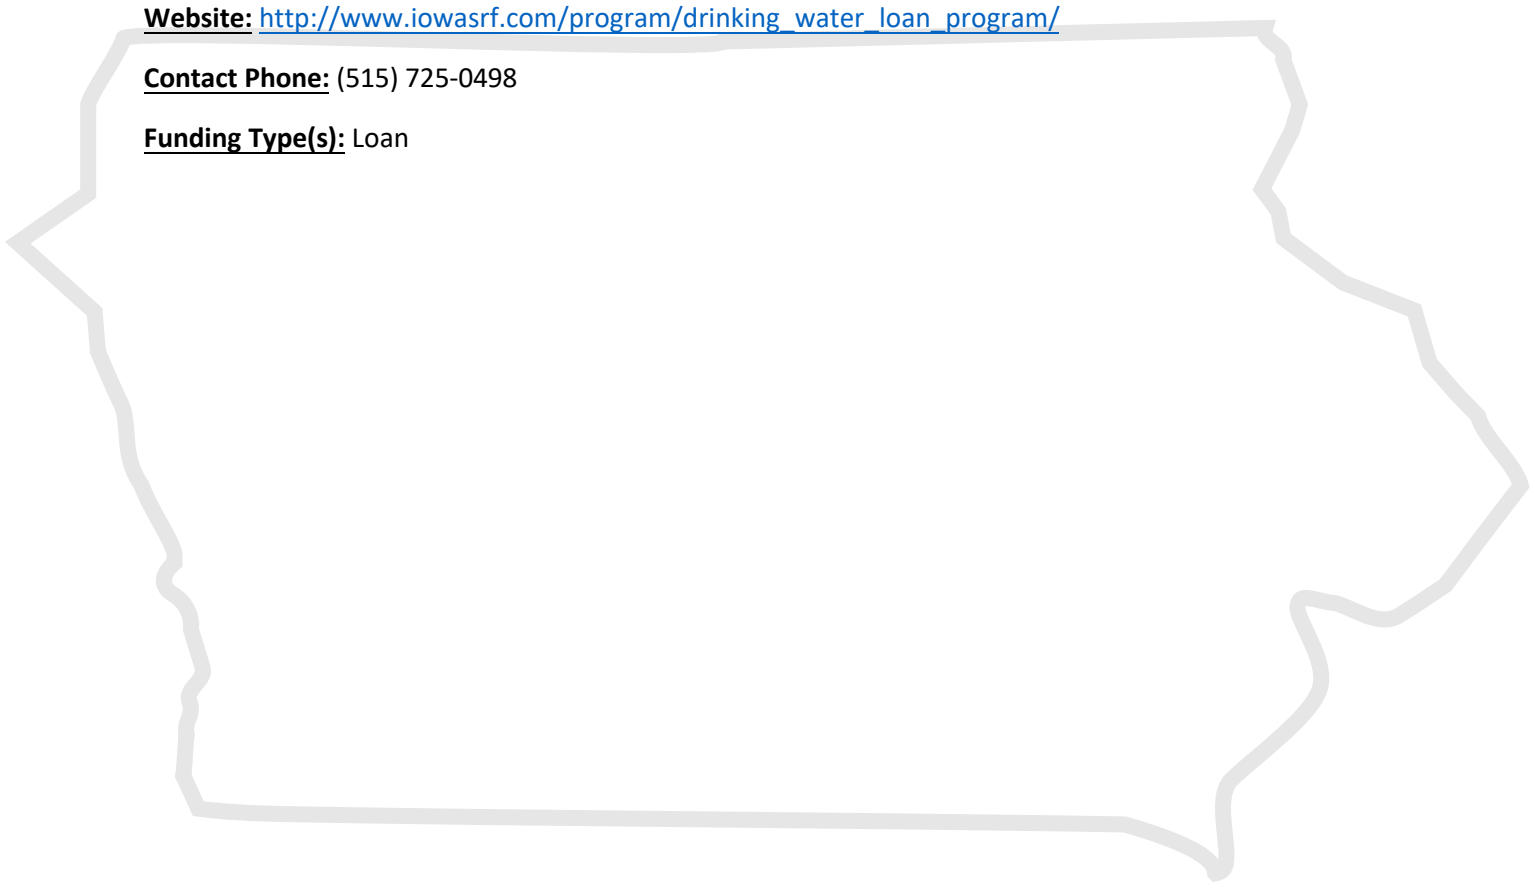 Website: http://www.iowasrf.com/program/drinking_water_loan_program/
Contact Phone: (515) 725-0498
Funding Type(s): Loan